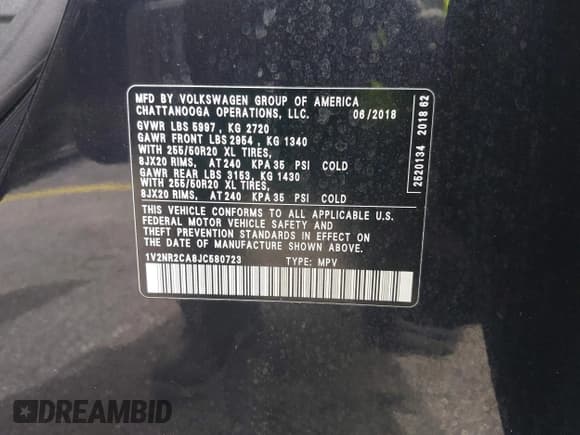 MFD BY VOLKSWAGEN GROUP OF AMERICA
CHATTANOOGA OPERATIONS, LLC. 06/2018
GVWR LBS 5997 , KG 2720
GAWR FRONT LBS 2954 , KG 1340
WITH 255/50R20 XL TIRES,
8JX20 RIMS, AT 240 KPA 35 PSI COLD
GAWR REAR LBS 3153, KG 1430
WITH 255/50R20 XL TIRES,
8JX20 RIMS, AT 240 KPA 35 PSI COLD
THIS VEHICLE CONFORMS TO ALL APPLICABLE U.S.
FEDERAL MOTOR VEHICLE SAFETY AND
THEFT PREVENTION STANDARDS IN EFFECT ON
THE DATE OF MANUFACTURE SHOWN ABOVE.
1V2NR2CA8JC580723 TYPE: MPV
2520134 2018 62
DREAMBID